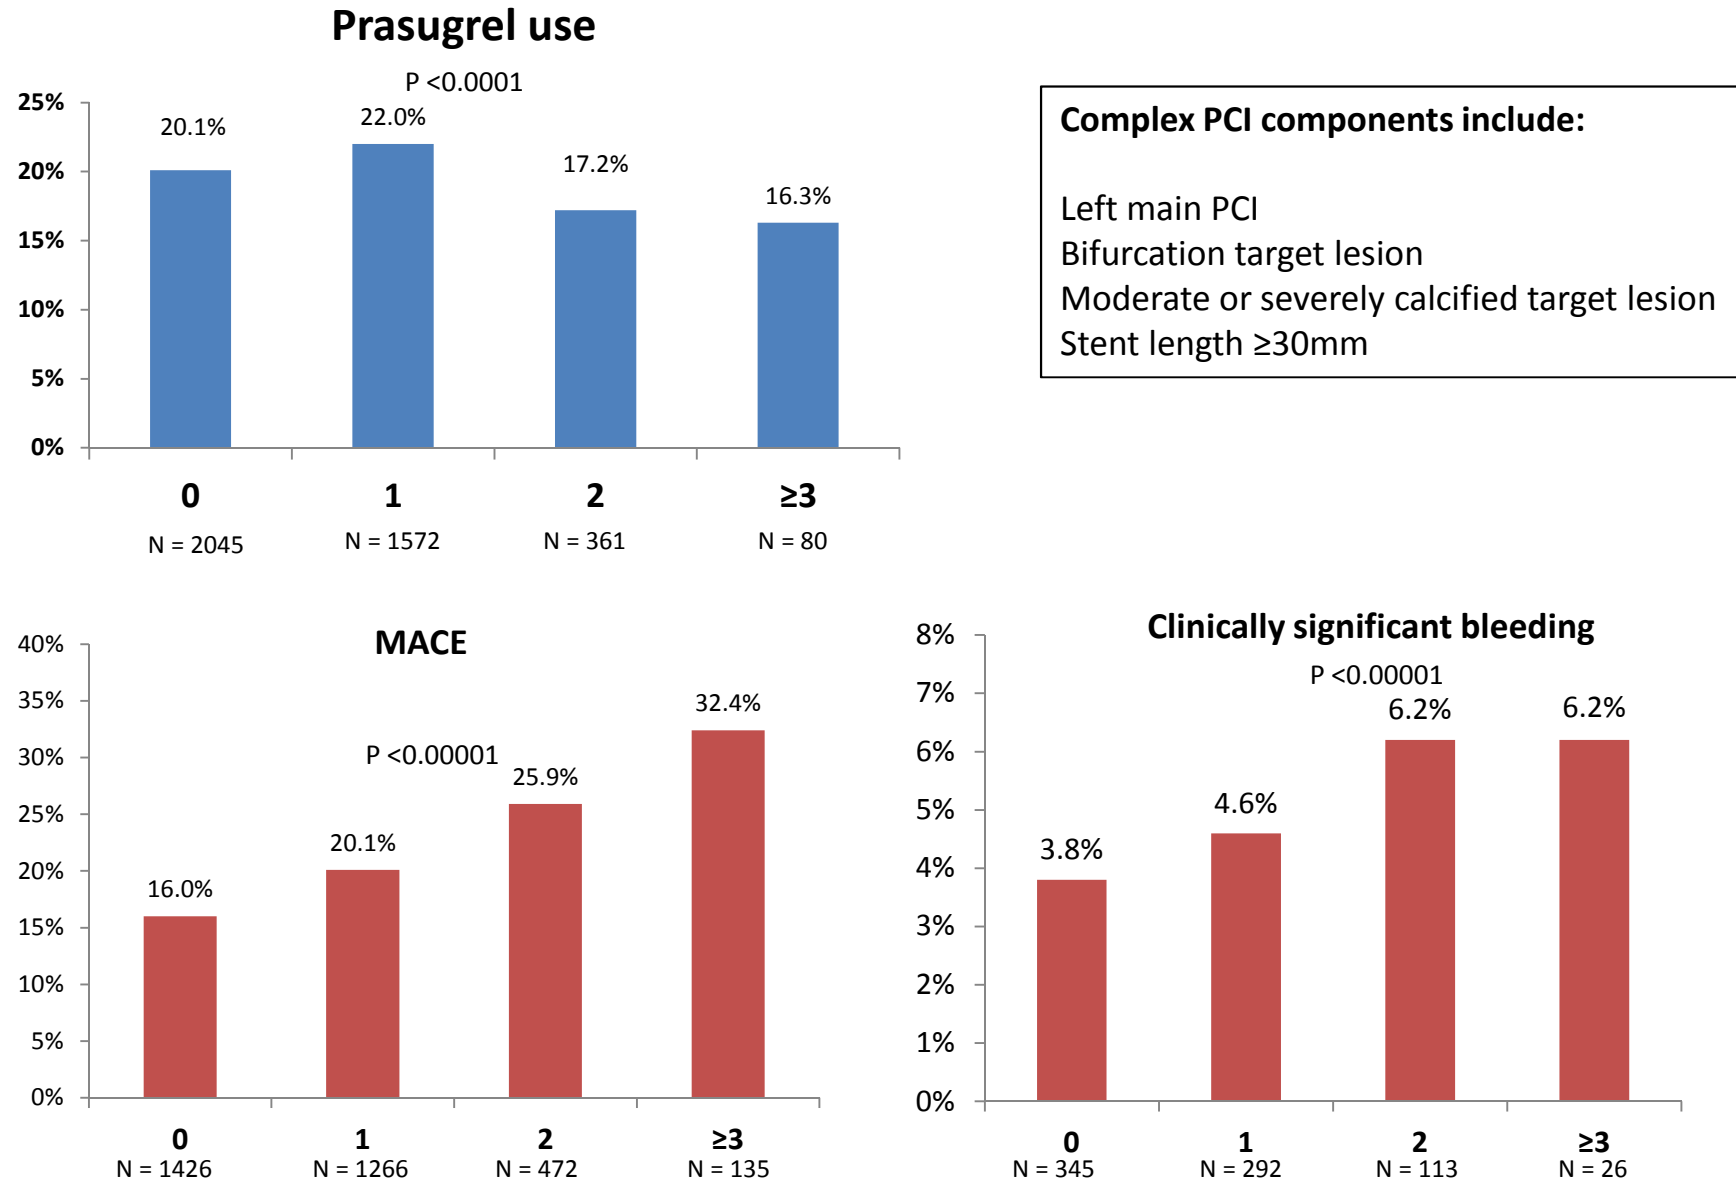 Prasugrel use
P <0.0001
25%
20%
15%
10%
5%
0%
20.1%
22.0%
17.2%
16.3%
0
1
2
≥3
N = 2045
N = 1572
N = 361
N = 80
Complex PCI components include:
Left main PCI
Bifurcation target lesion
Moderate or severely calcified target lesion
Stent length ≥30mm
MACE
P <0.00001
40%
35%
30%
25%
20%
15%
10%
5%
0%
16.0%
20.1%
25.9%
32.4%
0
1
2
≥3
N = 1426
N = 1266
N = 472
N = 135
Clinically significant bleeding
P <0.00001
8%
7%
6%
5%
4%
3%
2%
1%
0%
3.8%
4.6%
6.2%
6.2%
0
1
2
≥3
N = 345
N = 292
N = 113
N = 26